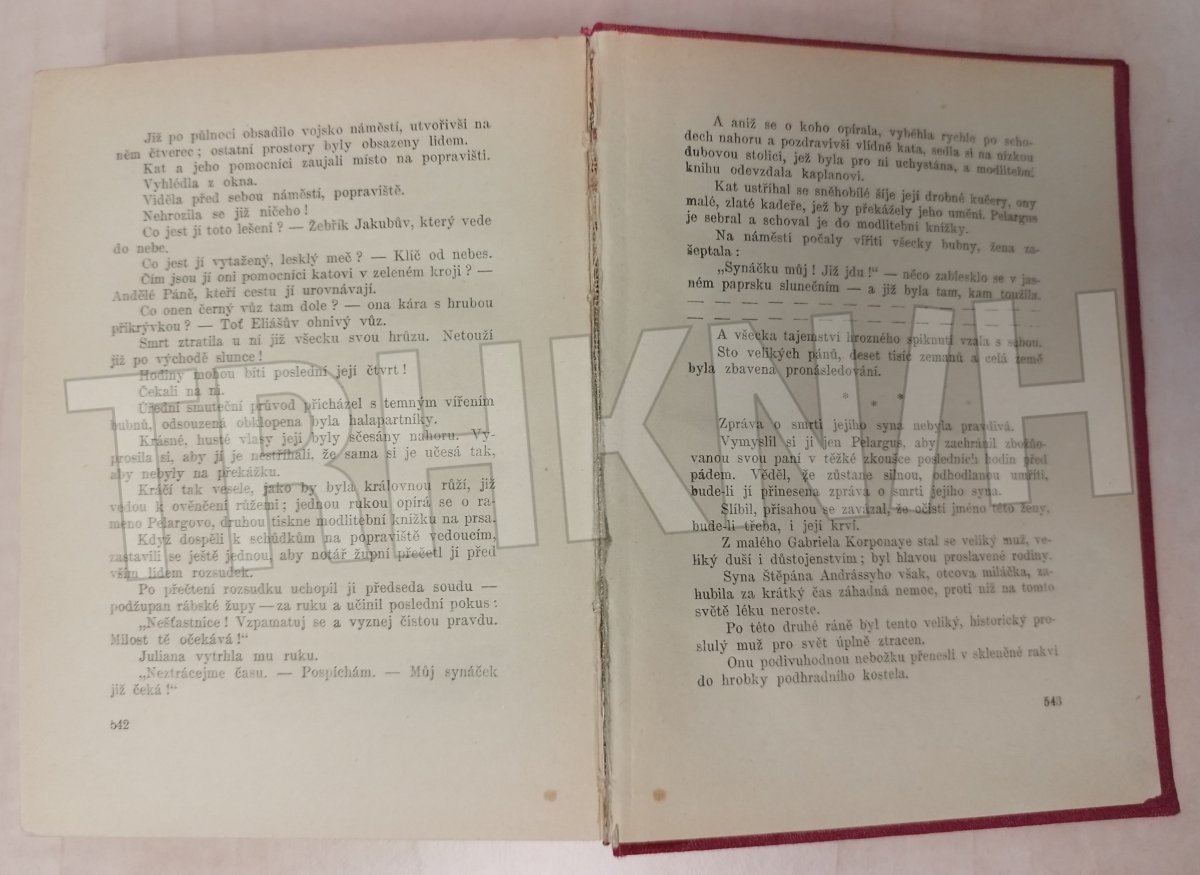 Již po půlnoci obsadilo vojsko náměstí, utvořivši na
něm čtverec; ostatní prostory byly obsazeny lidem.
Kat a jeho pomocníci zaujali místo na popravišti.
Vyhlédla z okna.
Viděla před sebou náměstí, popraviště.
Nehrozila se již ničeho!
Co jest jí toto lešení? — Žebřík Jakubův, který vede
do nebe.
Co jest jí vytažený, lesklý meč? — Klíč od nebes.
Čím jsou jí oni pomocníci katovi v zeleném kroji? —
Andělé Páně, kteří cestu jí urovnávají.
Co onen černý vůz tam dole? — ona kára s hrubou
přikrývkou? — Toť Eliášův ohnivý vůz.
Smrt ztratila u ní již všecku svou hrůzu. Netouží
již po východě slunce!
Hodiny mohou bíti poslední její čtvrt!
Čekali na ni.
Úřední smuteční průvod přicházel s temným vířením
bubnů, odsouzená obklopena byla halapartníky.
Krásné, husté vlasy její byly sčesány nahoru. Vy-
prosila si, aby jí je nestříhali, že sama si je učesá tak,
aby nebyly na překážku.
Kráčí tak vesele, jako by byla královnou růží, již
vedou k ověnčení růžemi; jednou rukou opírá se o ra-
meno Pelargovo, druhou tiskne modlitební knížku na prsa.
Když dospěli k schůdkům na popraviště vedoucím,
zastavili se ještě jednou, aby notář župní přečetl jí před
vším lidem rozsudek.
Po přečtení rozsudku uchopil ji předseda soudu —
podžupan rábské župy — za ruku a učinil poslední pokus:
„Nešťastnice! Vzpamatuj se a vyznej čistou pravdu.
Milost tě očekává!“
Juliana vytrhla mu ruku.
„Neztrácejme času. — Pospíchám. — Můj synáček
již čeká!“
542
A aniž se o koho opírala, vyběhla rychle po scho-
dech nahoru a pozdravivši vlídně kata, sedla si na nízkou
dubovou stolici, jež byla pro ni uchystána, a modlitební
knihu odevzdala kaplanovi.
Kat ustříhal se sněhobílé šíje její drobné kučery, ony
malé, zlaté kadeře, jež by překážely jeho umění. Pelargus
je sebral a schoval je do modlitební knížky.
Na náměstí počaly vířiti všecky bubny, žena za-
šeptala:
„Synáčku můj! Již jdu!“ — něco zablesklo se v jas-
ném paprsku slunečním — a již byla tam, kam toužila.
— — — — — — — — — — — — — —
— — — — — — — — — — — — — —
A všecka tajemství hrozného spiknutí vzala s sebou.
Sto velikých pánů, deset tisíc zemanů a celá země
byla zbavena pronásledování.
* * *
Zpráva o smrti jejího syna nebyla pravdivá.
Vymyslil si ji jen Pelargus, aby zachránil zbožňo-
vanou svou paní v těžké zkoušce posledních hodin před
pádem. Věděl, že zůstane silnou, odhodlanou umříti,
bude-li jí přinesena zpráva o smrti jejího syna.
Slíbil, přísahou se zavázal, že očistí jméno této ženy,
bude-li třeba, i její krví.
Z malého Gabriela Korponaye stal se veliký muž, ve-
liký duší i důstojenstvím; byl hlavou proslavené rodiny.
Syna Štěpána Andrássyho však, otcova miláčka, za-
hubila za krátký čas záhadná nemoc, proti níž na tomto
světě léku neroste.
Po této druhé ráně byl tento veliký, historický pro-
slulý muž pro svět úplně ztracen.
Onu podivuhodnou nebožku přenesli v skleněné rakvi
do hrobky podhradního kostela.
543
TRHKNIH